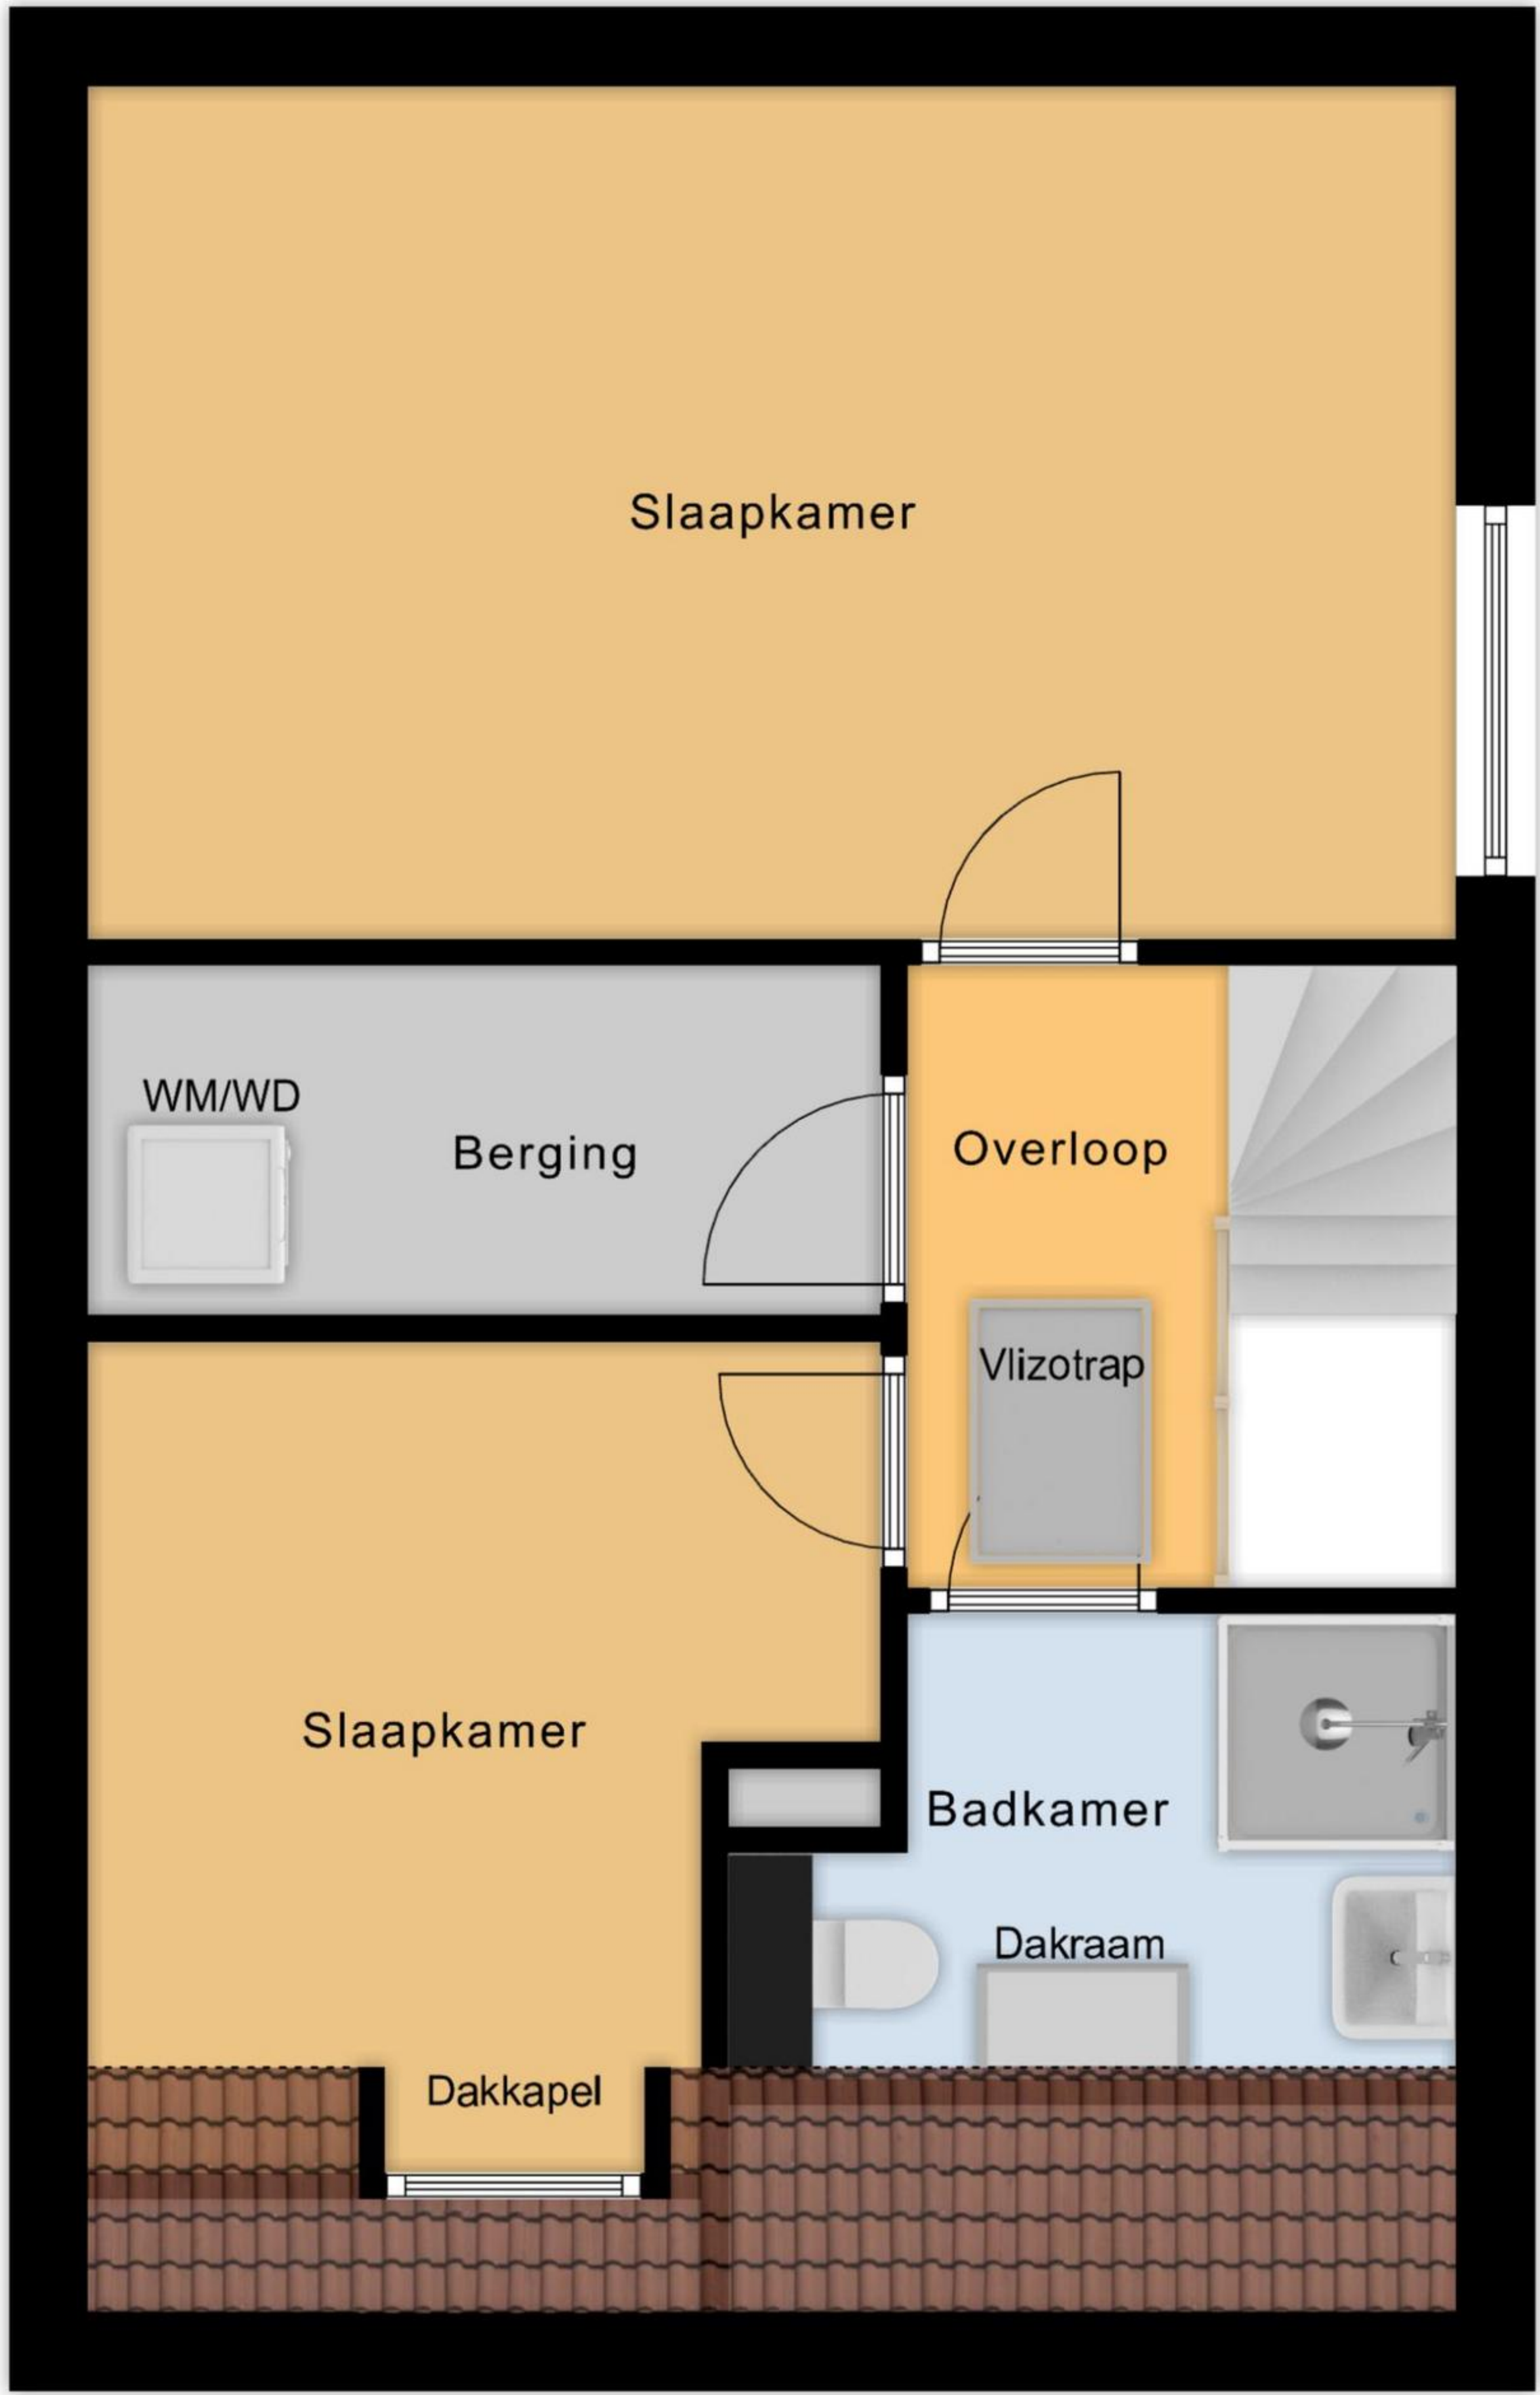 Slaapkamer
WM/WD
Berging
Overloop
Vlizotrap
Slaapkamer
Badkamer
Dakraam
Dakkapel